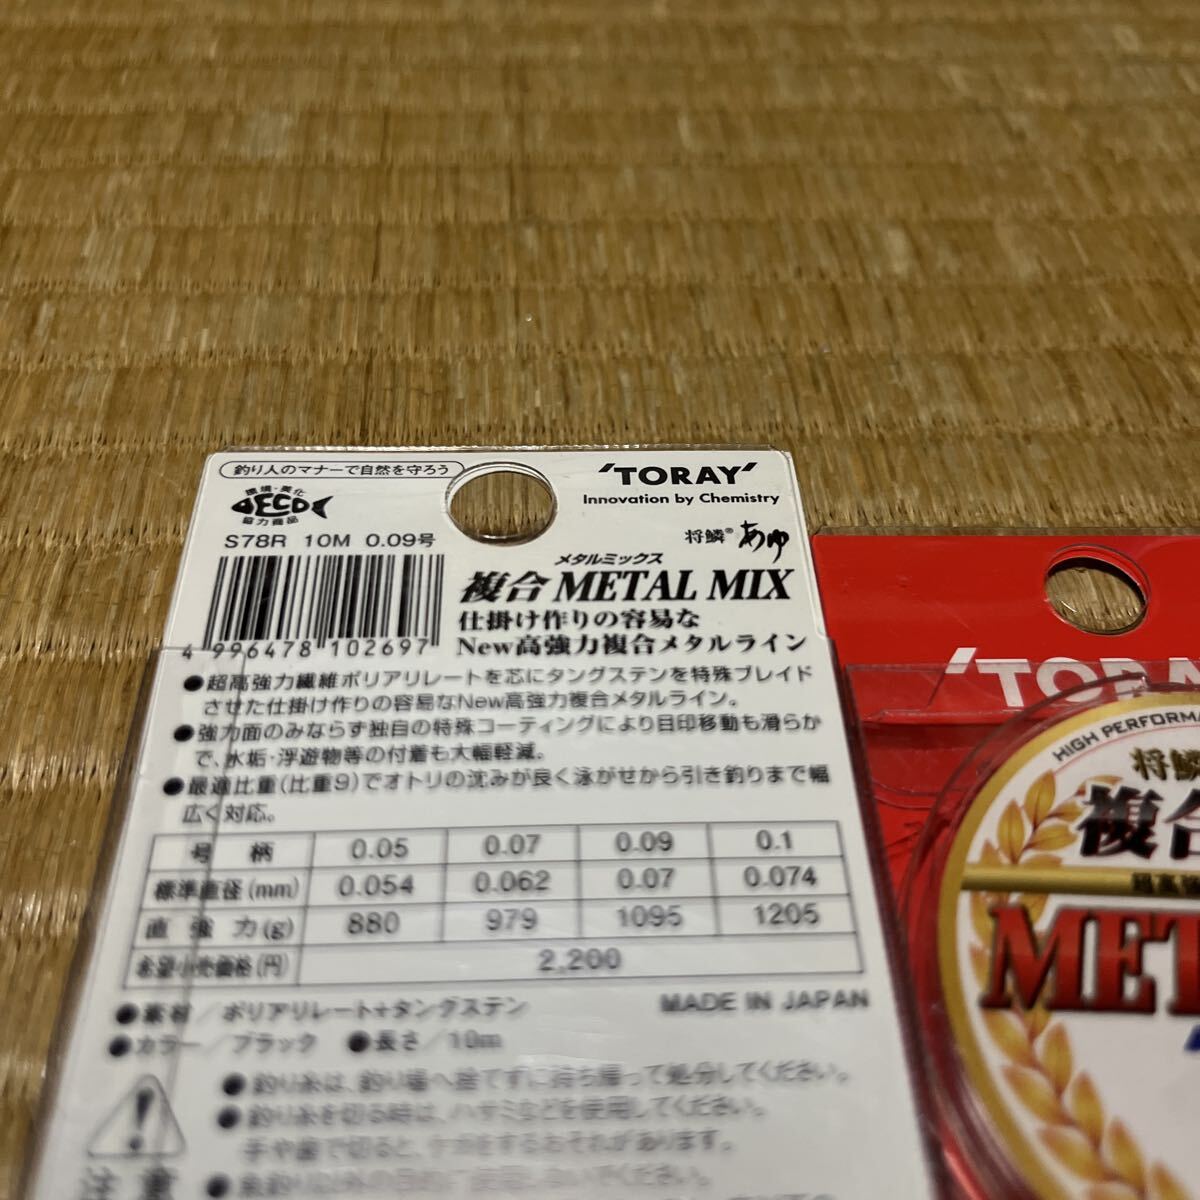 釣り人のマナーで自然を守ろう
環境・美化
ECO
協力商品
S78R 10M 0.09号
4 996478 102697
'TORAY'
Innovation by Chemistry
将鱗® あゆ
メタルミックス
複合 METAL MIX
仕掛け作りの容易な
New高強力複合メタルライン
●超高強力繊維ポリアリレートを芯にタングステンを特殊ブレイド
させた仕掛け作りの容易なNew高強力複合メタルライン。
●強力面のみならず独自の特殊コーティングにより目印移動も滑らか
で、水垢・浮遊物等の付着も大幅軽減。
●最適比重(比重9)でオトリの沈みが良く泳がせから引き釣りまで幅
広く対応。
号 柄 0.05 0.07 0.09 0.1
標準直径(mm) 0.054 0.062 0.07 0.074
直強力(g) 880 979 1095 1205
希望小売価格(円) 2,200
●素材/ポリアリレート+タングステン
MADE IN JAPAN
●カラー/ブラック ●長さ/10m
●釣り糸は、釣り場へ捨てずに持ち帰って処分してください。
●釣り糸を切る時は、ハサミなどを使用してください。
手や歯で切ると、ケガをするおそれがあります。
注意
'TORAY
HIGH PERFORMA
将鱗
複合
超高強
MET